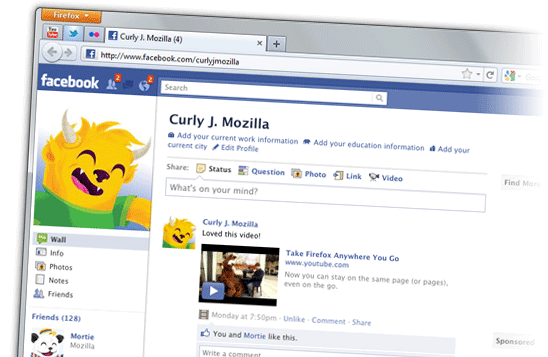 Firefox
You Tube
Curly J. Mozilla (4)
http://www.facebook.com/curlyjmozilla
facebook
2
2
Search
Curly J. Mozilla
Add your current work information Add your education information Add your
current city Edit Profile
Share: Status Question Photo Link Video
What's on your mind?
Find More
Wall
Info
Photos
Notes
Friends
Friends (128)
Mortie
Mozilla
Curly J. Mozilla
Loved this video!
Take Firefox Anywhere You Go
www.youtube.com
Now you can stay on the same page (or pages),
even on the go.
Monday at 7:50pm · Unlike · Comment · Share
You and Mortie like this.
Write a comment...
Sponsored